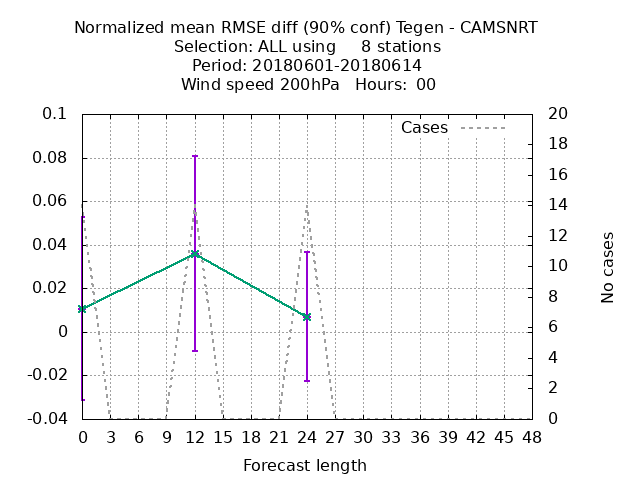 Normalized mean RMSE diff (90% conf) Tegen - CAMSNRT
Selection: ALL using     8 stations
Period: 20180601-20180614
Wind speed 200hPa   Hours:  00
0.1
0.08
0.06
0.04
0.02
0
-0.02
-0.04
Cases
20
18
16
14
12
10
8
6
4
2
0
No cases
0 3 6 9 12 15 18 21 24 27 30 33 36 39 42 45 48
Forecast length